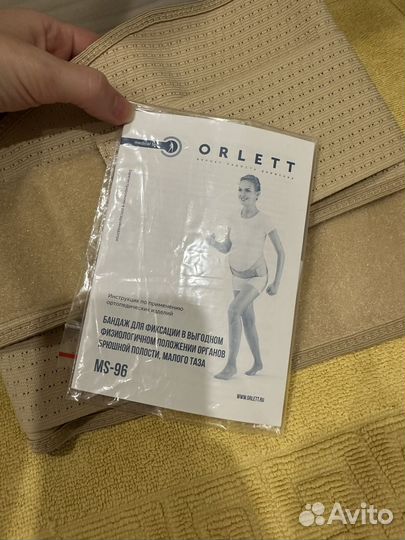 medical
ORLETT
Инструкция по применению
ортопедических изделий
БАНДАЖ ДЛЯ ФИКСАЦИИ В ВЫГОДНОМ
ФИЗИОЛОГИЧНОМ ПОЛОЖЕНИИ ОРГАНОВ
БРЮШНОЙ ПОЛОСТИ, МАЛОГО ТАЗА
MS-96
WWW.ORLETT.RU
Avito